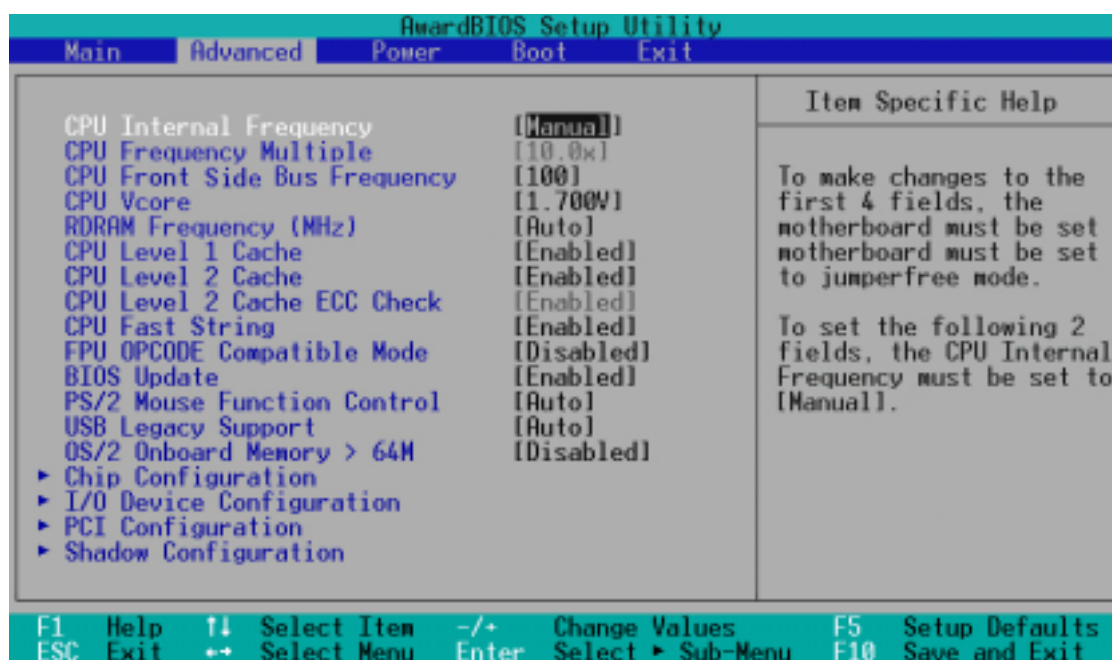 AwardBIOS Setup Utility
Main Advanced Power Boot Exit
CPU Internal Frequency [Manual]
CPU Frequency Multiple [10.0x]
CPU Front Side Bus Frequency [100]
CPU Vcore [1.700V]
RDRAM Frequency (MHz) [Auto]
CPU Level 1 Cache [Enabled]
CPU Level 2 Cache [Enabled]
CPU Level 2 Cache ECC Check [Enabled]
CPU Fast String [Enabled]
FPU OPCODE Compatible Mode [Disabled]
BIOS Update [Enabled]
PS/2 Mouse Function Control [Auto]
USB Legacy Support [Auto]
OS/2 Onboard Memory > 64M [Disabled]
▸ Chip Configuration
▸ I/O Device Configuration
▸ PCI Configuration
▸ Shadow Configuration
Item Specific Help
To make changes to the
first 4 fields, the
motherboard must be set
motherboard must be set
to jumperfree mode.
To set the following 2
fields, the CPU Internal
Frequency must be set to
[Manual].
F1 Help ↑↓ Select Item -/+ Change Values F5 Setup Defaults
ESC Exit ←→ Select Menu Enter Select ▸ Sub-Menu F10 Save and Exit